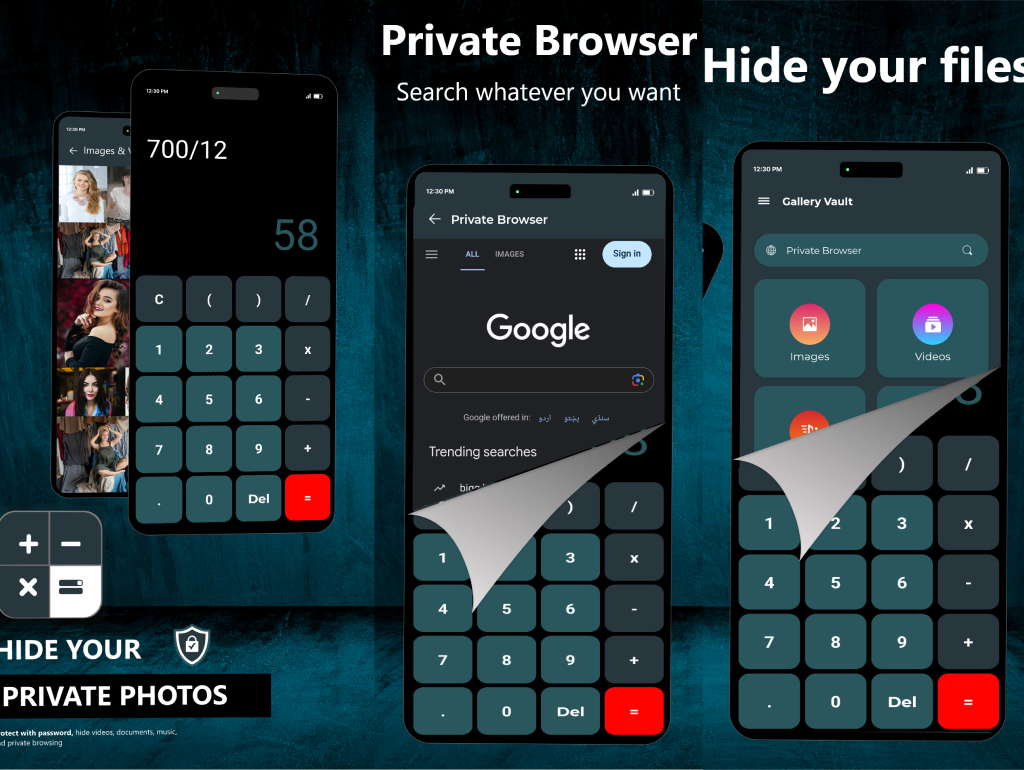 12:30 PM
← Images &
12:30 PM
700/12
58
C ( ) /
1 2 3 x
4 5 6 -
7 8 9 +
. 0 Del =
+ −
×
HIDE YOUR
PRIVATE PHOTOS
protect with password, hide videos, documents, music,
and private browsing
Private Browser
Search whatever you want
12:30 PM
← Private Browser
ALL IMAGES Sign in
Google
Google offered in: اردو پښتو سنڌي
Trending searches
) /
1 3 x
4 5 6 -
7 8 9 +
. 0 Del =
Hide your files
12:30 PM
Gallery Vault
Private Browser
Images Videos
) /
1 2 3 x
4 5 6 -
7 8 9 +
. 0 Del =